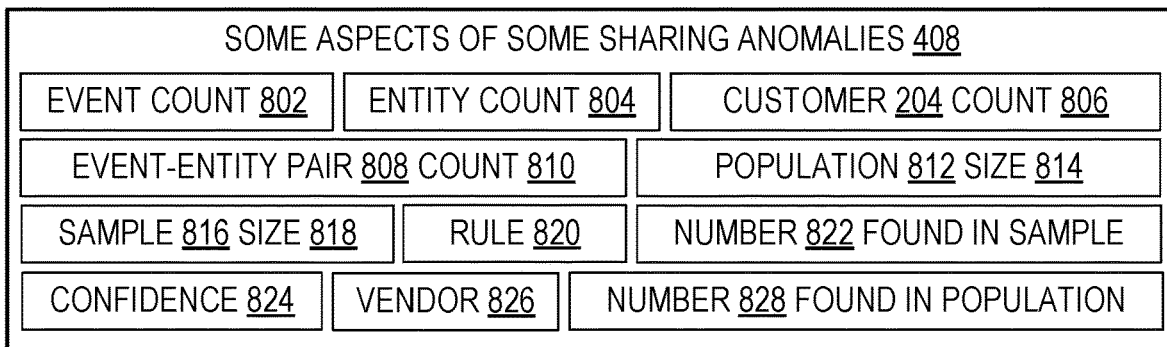 SOME ASPECTS OF SOME SHARING ANOMALIES 408
EVENT COUNT 802 ENTITY COUNT 804 CUSTOMER 204 COUNT 806
EVENT-ENTITY PAIR 808 COUNT 810 POPULATION 812 SIZE 814
SAMPLE 816 SIZE 818 RULE 820 NUMBER 822 FOUND IN SAMPLE
CONFIDENCE 824 VENDOR 826 NUMBER 828 FOUND IN POPULATION